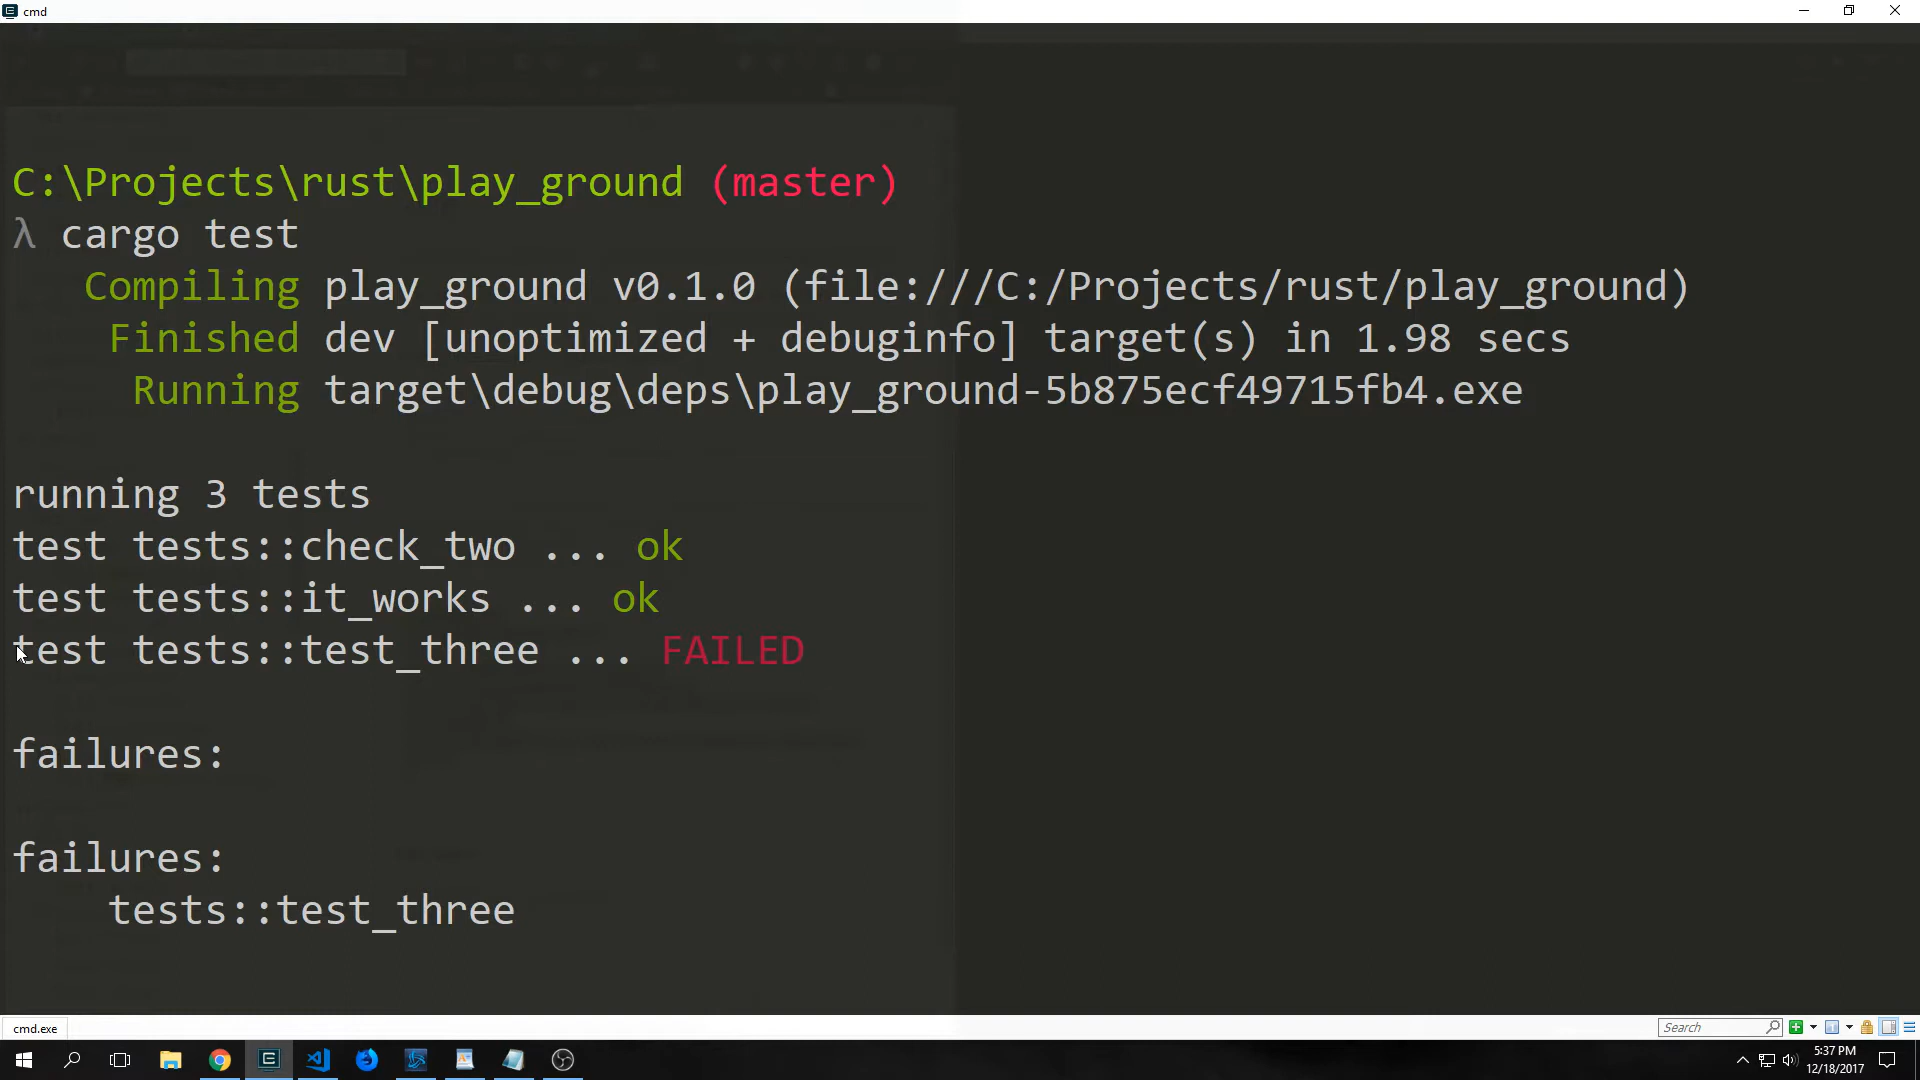 cmd
C:\Projects\rust\play_ground (master)
λ cargo test
Compiling play_ground v0.1.0 (file:///C:/Projects/rust/play_ground)
Finished dev [unoptimized + debuginfo] target(s) in 1.98 secs
Running target\debug\deps\play_ground-5b875ecf49715fb4.exe
running 3 tests
test tests::check_two ... ok
test tests::it_works ... ok
test tests::test_three ... FAILED
failures:
failures:
tests::test_three
cmd.exe
Search
5:37 PM
12/18/2017